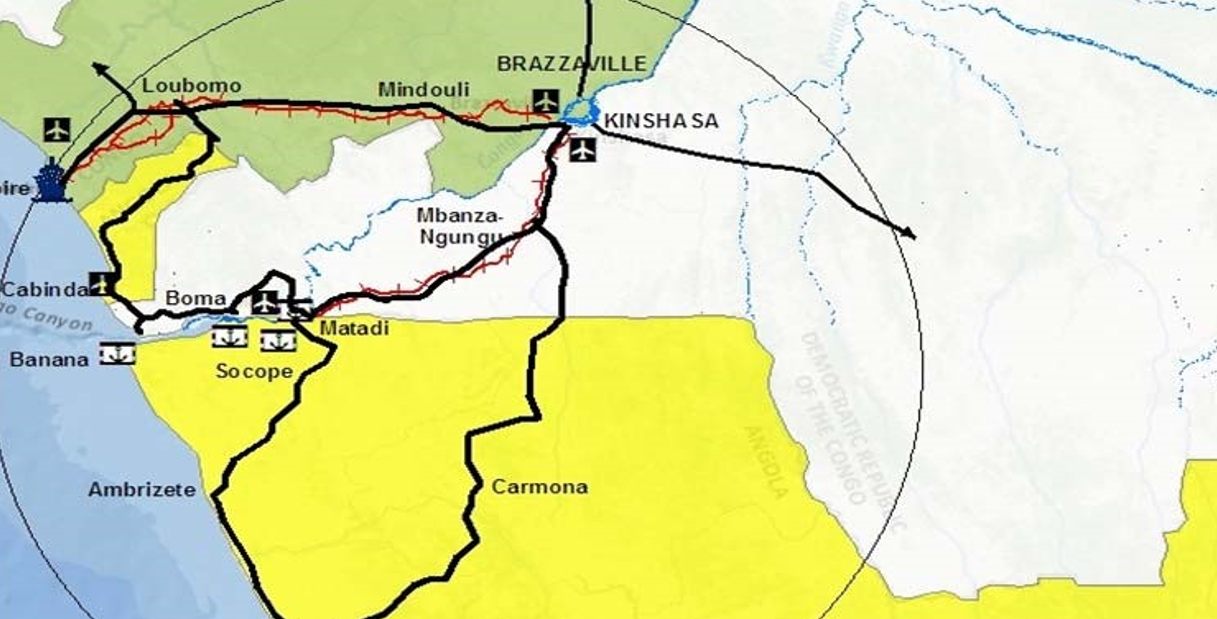 BRAZZAVILLE
Loubomo
Mindouli
KINSHASA
oire
Mbanza-
Ngungu
Cabinda
Boma
go Canyon
Matadi
Banana
Socope
DEMOCRATIC REPUBLIC
OF THE CONGO
ANGOLA
Ambrizete
Carmona
Kwango